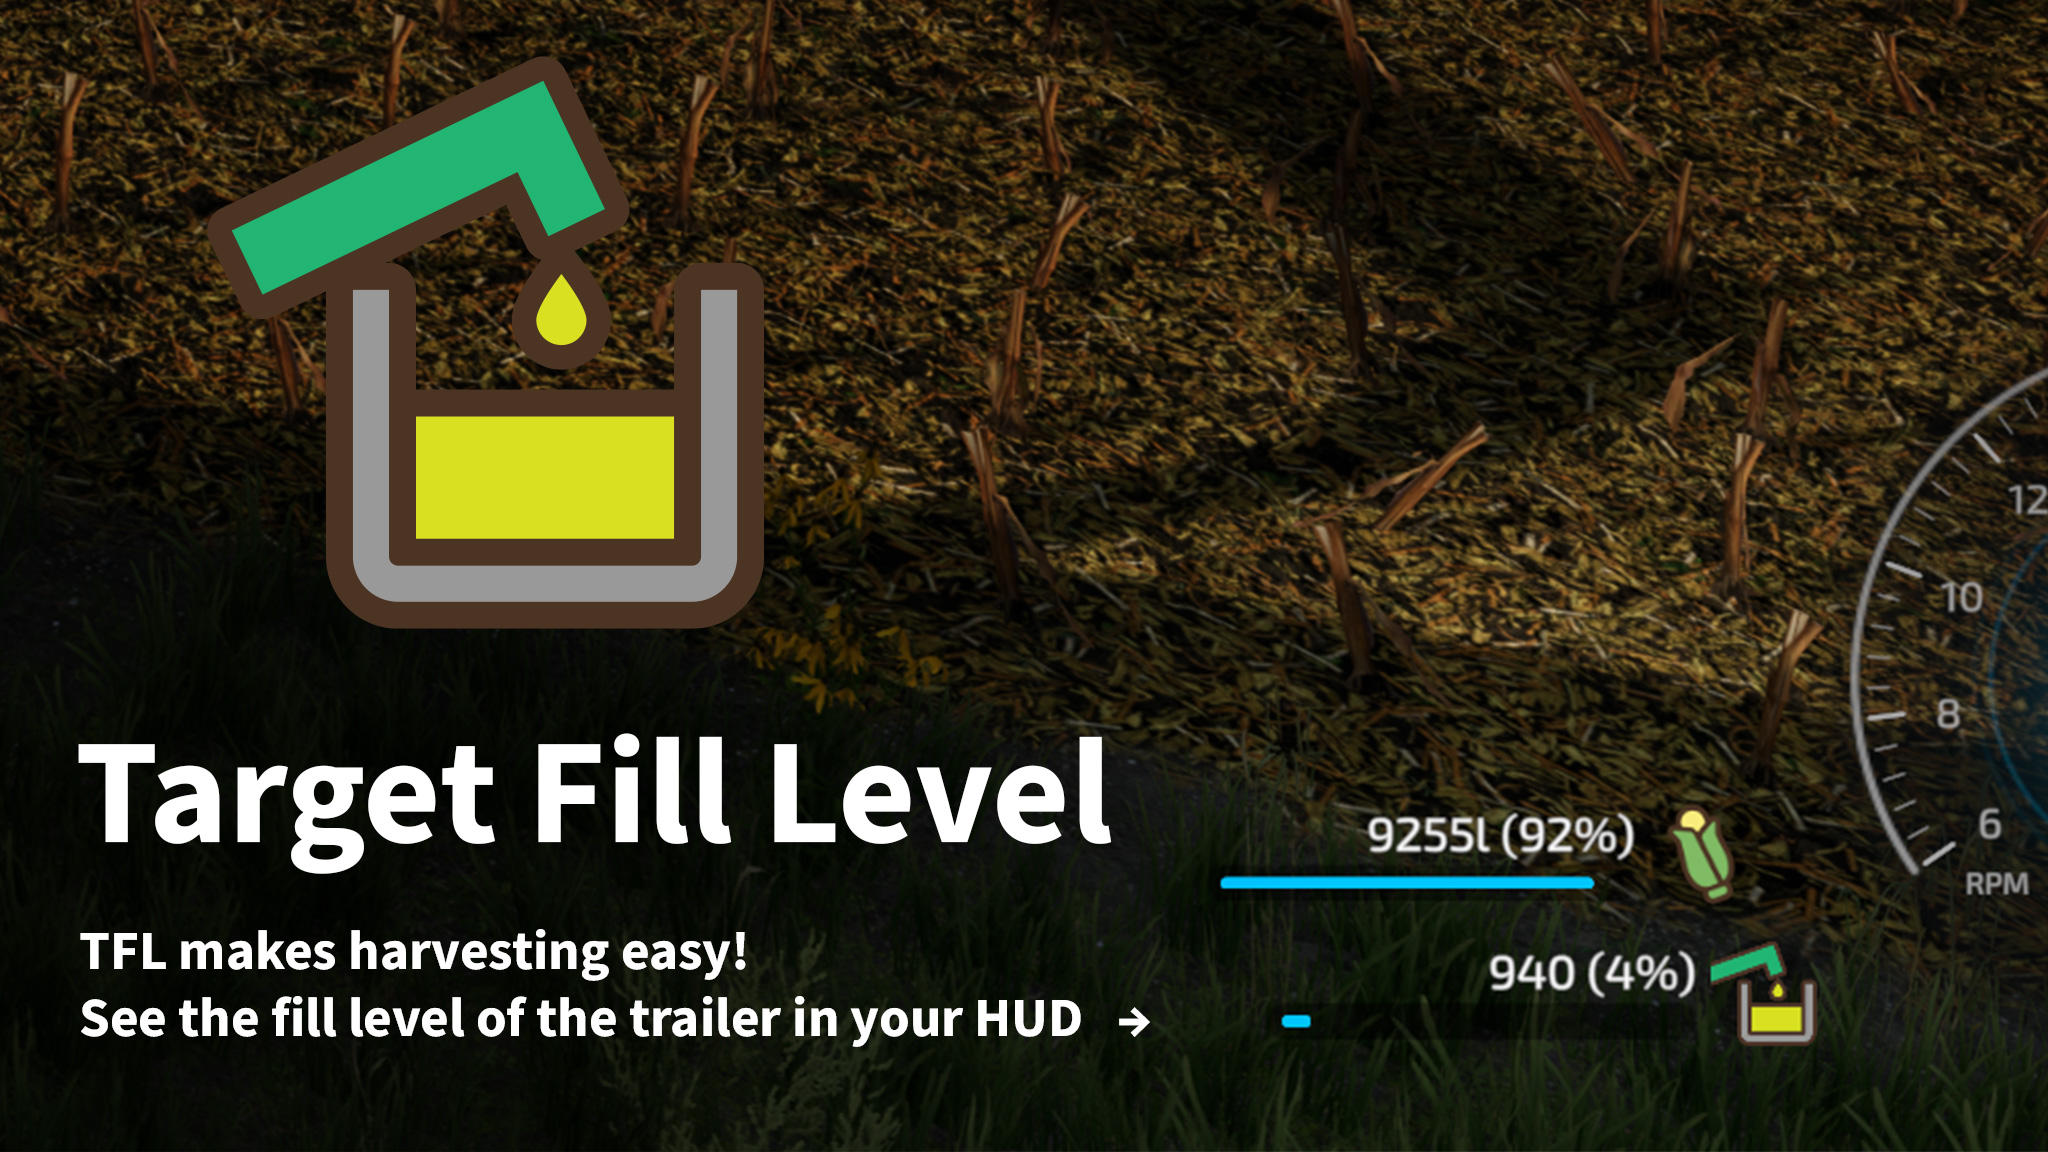 Target Fill Level
TFL makes harvesting easy!
See the fill level of the trailer in your HUD →
9255l (92%)
940 (4%)
12
10
8
6
RPM